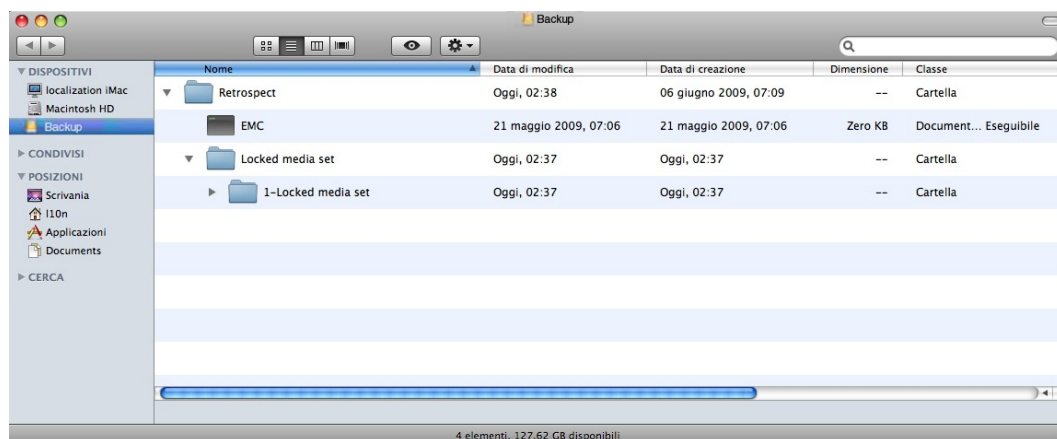 Backup
DISPOSITIVI
localization iMac
Macintosh HD
Backup
CONDIVISI
POSIZIONI
Scrivania
l10n
Applicazioni
Documents
CERCA
Nome Data di modifica Data di creazione Dimensione Classe
Retrospect Oggi, 02:38 06 giugno 2009, 07:09 -- Cartella
EMC 21 maggio 2009, 07:06 21 maggio 2009, 07:06 Zero KB Document... Eseguibile
Locked media set Oggi, 02:37 Oggi, 02:37 -- Cartella
1-Locked media set Oggi, 02:37 Oggi, 02:37 -- Cartella
4 elementi, 127,62 GB disponibili